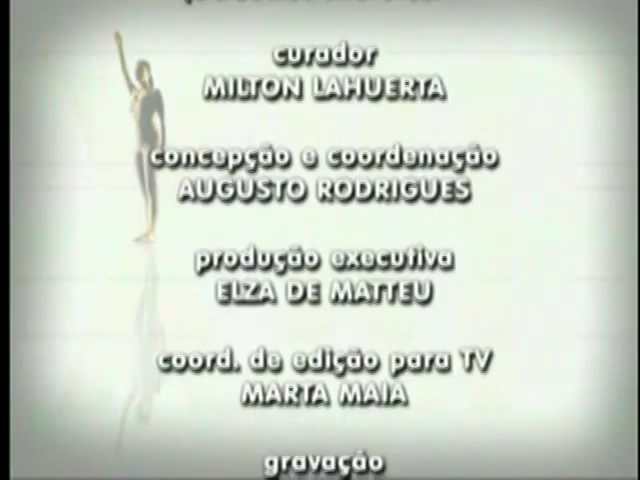 curador
MILTON LAHUERTA
concepção e coordenação
AUGUSTO RODRIGUES
produção executiva
ELZA DE MATTEU
coord. de edição para TV
MARTA MAIA
gravação